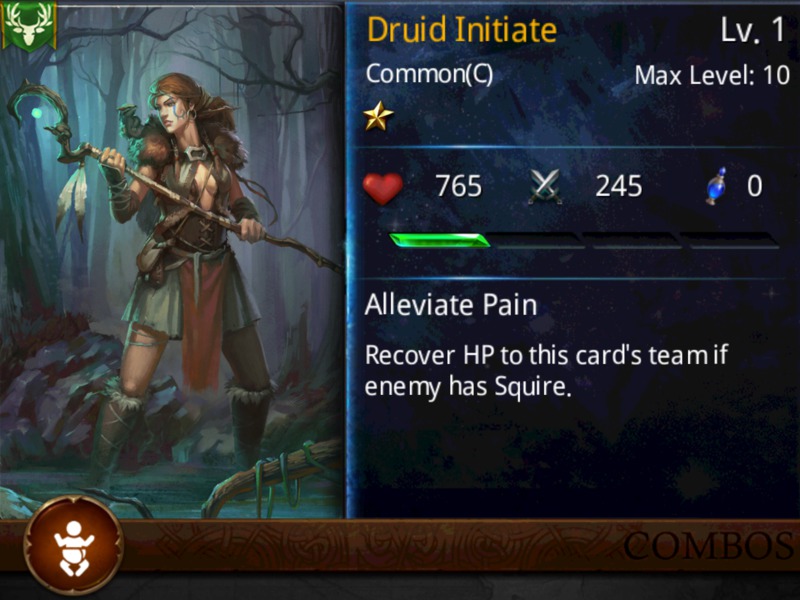 Druid Initiate
Lv. 1
Common(C)
Max Level: 10
765
245
0
Alleviate Pain
Recover HP to this card's team if
enemy has Squire.
COMBOS